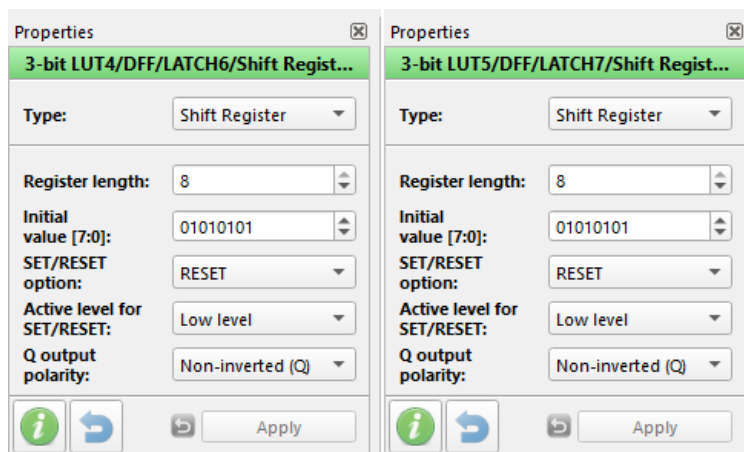 Properties
3-bit LUT4/DFF/LATCH6/Shift Regist...
Type:
Shift Register
Register length:
8
Initial
value [7:0]:
01010101
SET/RESET
option:
RESET
Active level for
SET/RESET:
Low level
Q output
polarity:
Non-inverted (Q)
i
Apply
Properties
3-bit LUT5/DFF/LATCH7/Shift Regist...
Type:
Shift Register
Register length:
8
Initial
value [7:0]:
01010101
SET/RESET
option:
RESET
Active level for
SET/RESET:
Low level
Q output
polarity:
Non-inverted (Q)
i
Apply